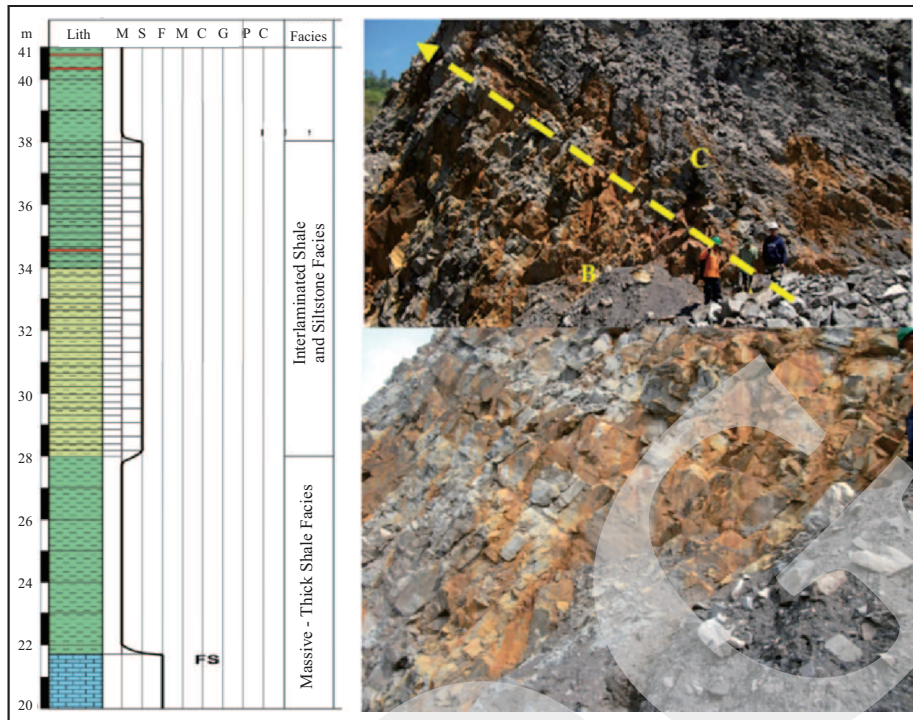 m Lith M S F M C G P C Facies
41
40
38
36
34
32
30
28
26
24
22
20
Interlaminated Shale
and Siltstone Facies
Massive - Thick Shale Facies
FS
C
B
G